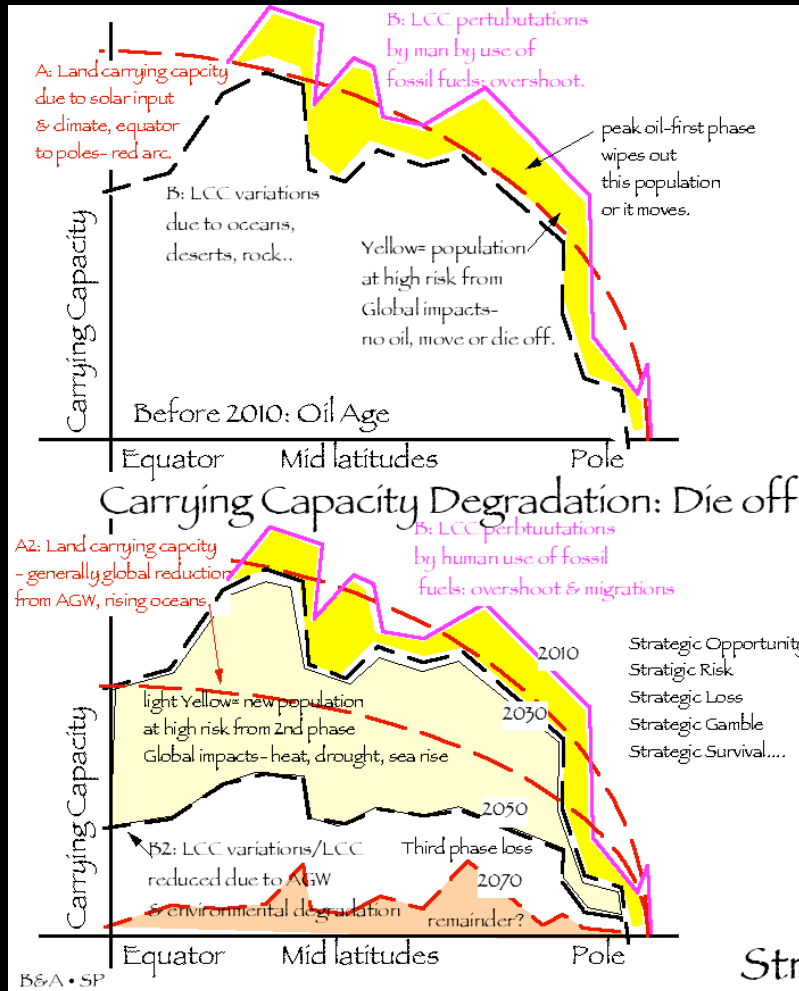 B: LCC pertubutations
by man by use of
fossil fuels: overshoot.
A: Land carrying capcity
due to solar input
& climate, equator
to poles- red arc.
peak oil-first phase
wipes out
this population
or it moves.
B: LCC variations
due to oceans,
deserts, rock..
Yellow= population
at high risk from
Global impacts-
no oil, move or die off.
Carrying Capacity
Before 2010: Oil Age
Equator Mid latitudes Pole
Carrying Capacity Degradation: Die off
B: LCC perbtuutations
by human use of fossil
fuels: overshoot & migrations
A2: Land carrying capcity
- generally global reduction
from AGW, rising oceans,
2010
Strategic Opportunity
Stratigic Risk
Strategic Loss
Strategic Gamble
Strategic Survival....
light Yellow= new population
at high risk from 2nd phase
Global impacts- heat, drought, sea rise
2030
2050
B2: LCC variations/LCC
reduced due to AGW
& environmental degradation
Third phase loss
2070
remainder?
Carrying Capacity
Equator Mid latitudes Pole
B&A • SP
Str